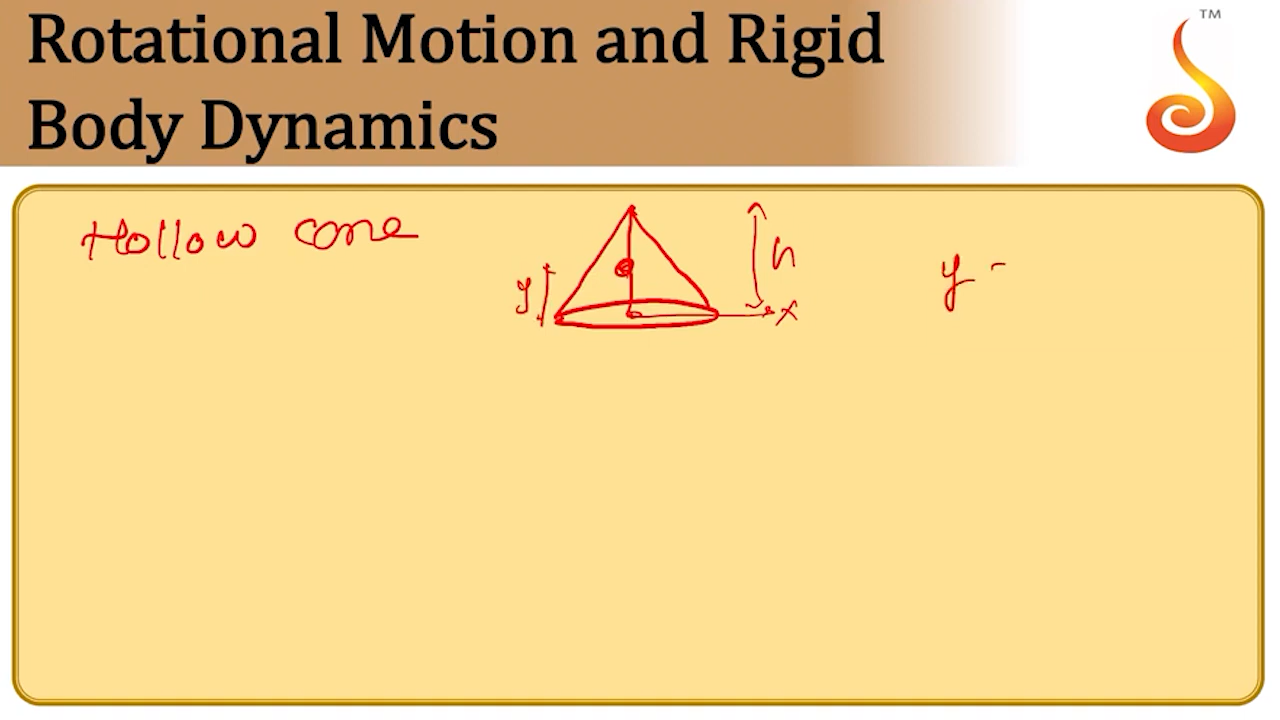 Rotational Motion and Rigid
Body Dynamics
TM
Hollow cone
h
y
x
y =